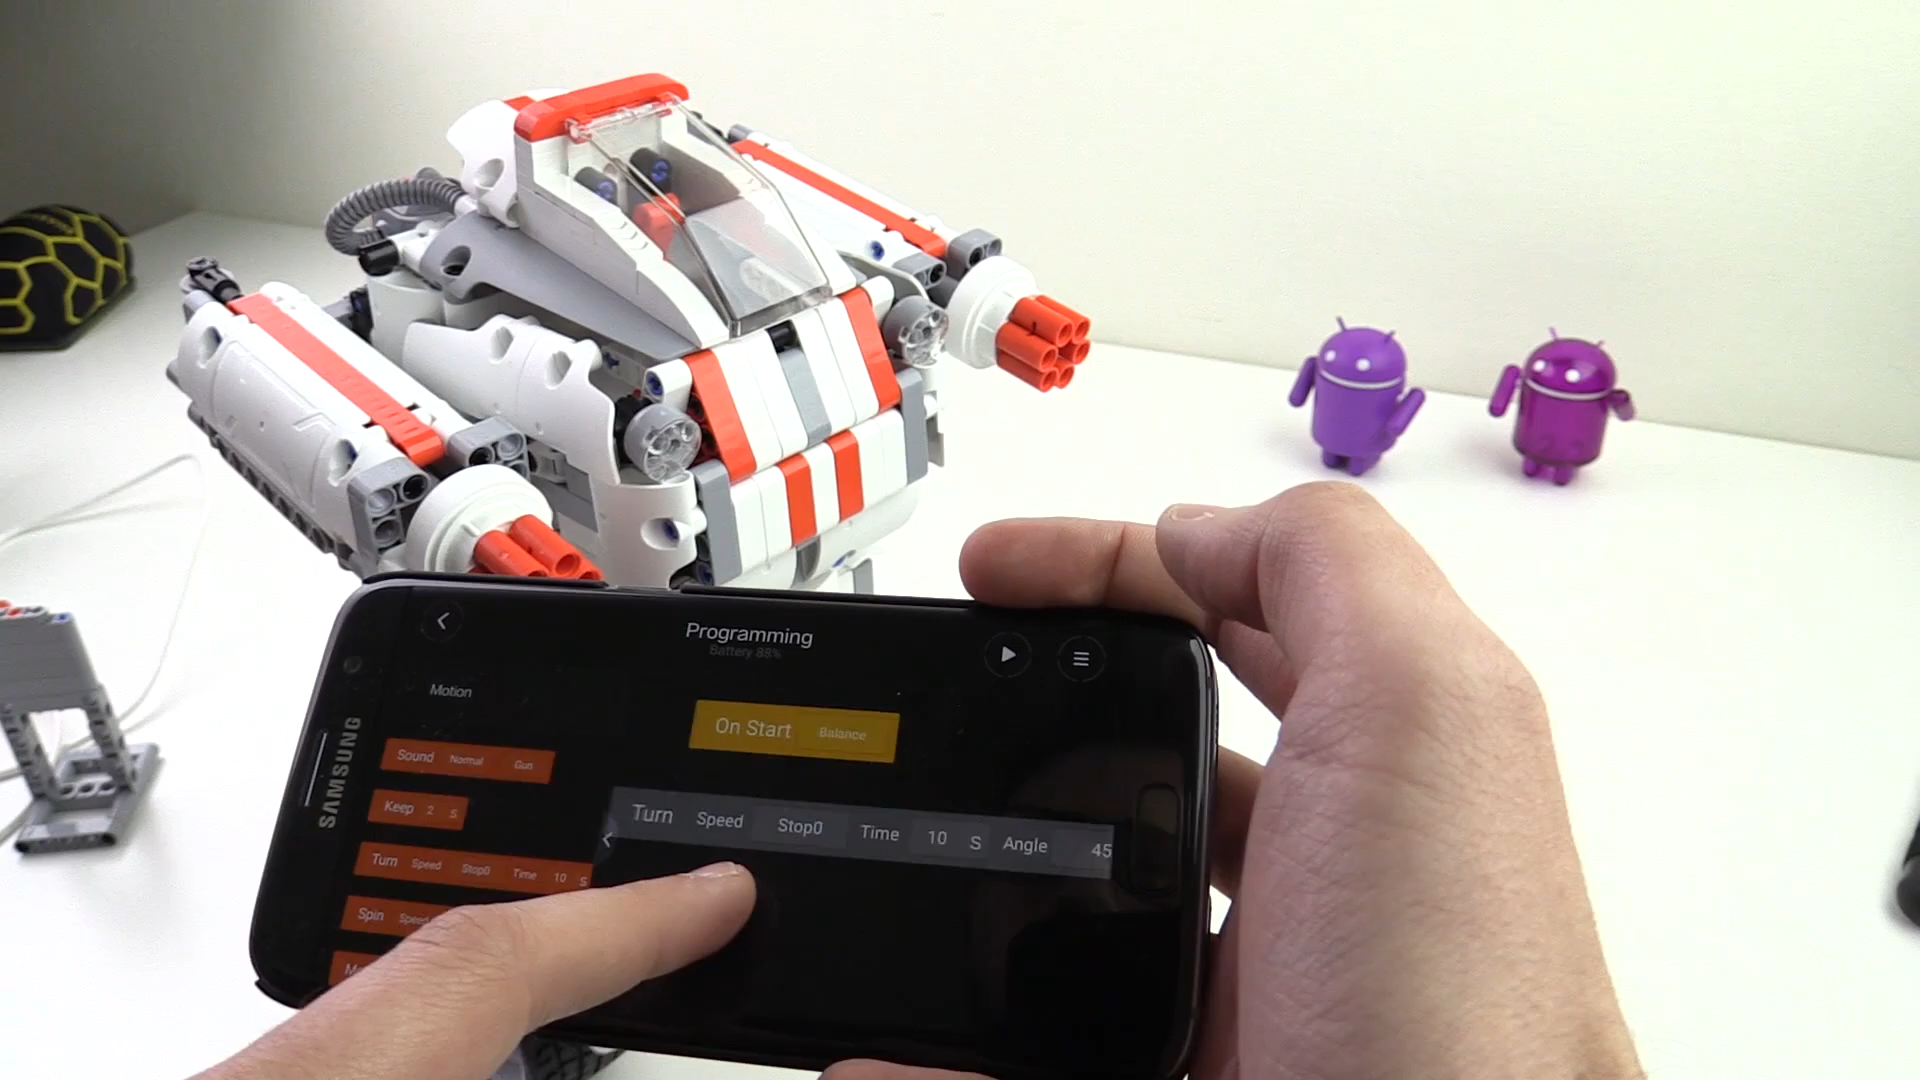 Programming
Battery 88%
Motion
On Start Balance
Sound Normal Gun
Keep 2 S
Turn Speed Stop0 Time 10 S Angle 45
Turn Speed Stop0 Time 10 S
Spin Speed
SAMSUNG